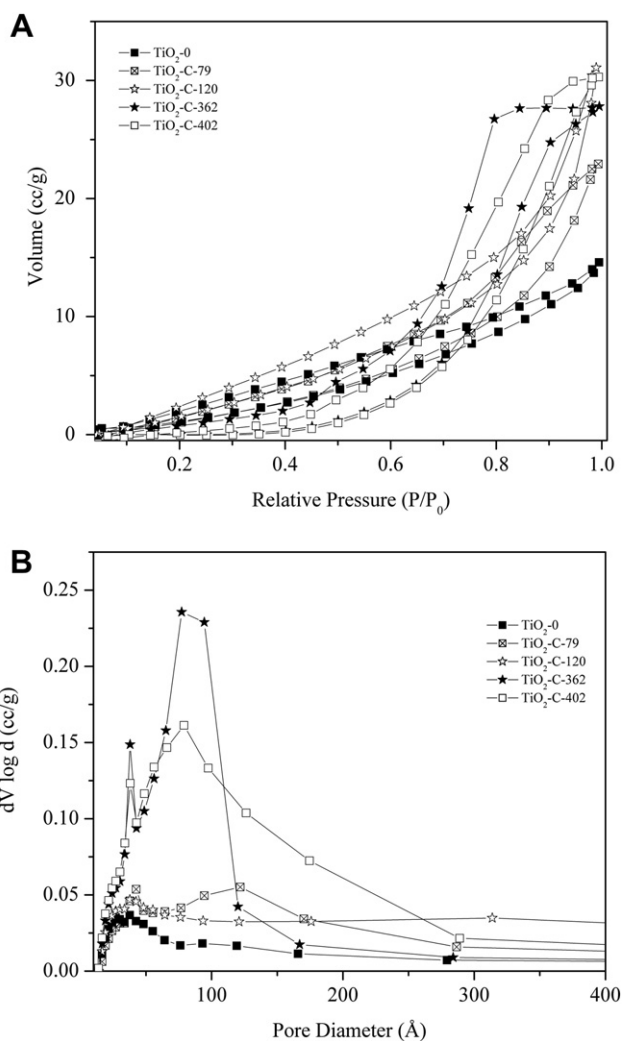 A
TiO2-0
TiO2-C-79
TiO2-C-120
TiO2-C-362
TiO2-C-402
30
20
10
0
Volume (cc/g)
0.2 0.4 0.6 0.8 1.0
Relative Pressure (P/P0)
B
TiO2-0
TiO2-C-79
TiO2-C-120
TiO2-C-362
TiO2-C-402
0.25
0.20
0.15
0.10
0.05
0.00
dV log d (cc/g)
100 200 300 400
Pore Diameter (Å)